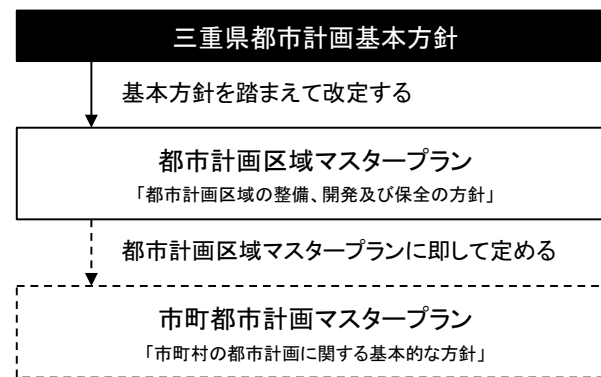 三重県都市計画基本方針
基本方針を踏まえて改定する
都市計画区域マスタープラン
「都市計画区域の整備、開発及び保全の方針」
都市計画区域マスタープランに即して定める
市町都市計画マスタープラン
「市町村の都市計画に関する基本的な方針」